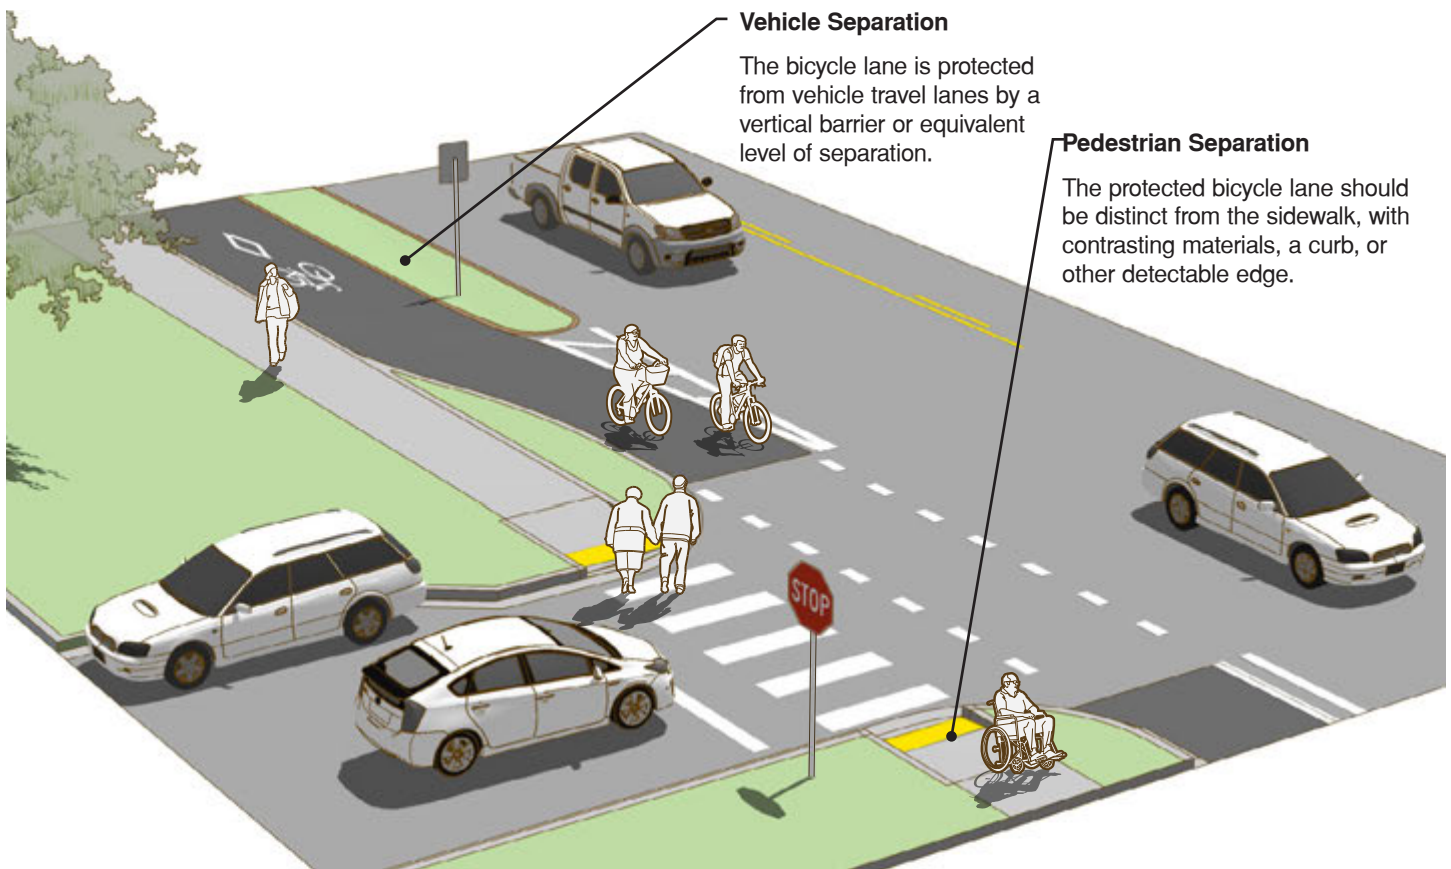 Vehicle Separation
The bicycle lane is protected
from vehicle travel lanes by a
vertical barrier or equivalent
level of separation.
Pedestrian Separation
The protected bicycle lane should
be distinct from the sidewalk, with
contrasting materials, a curb, or
other detectable edge.
STOP